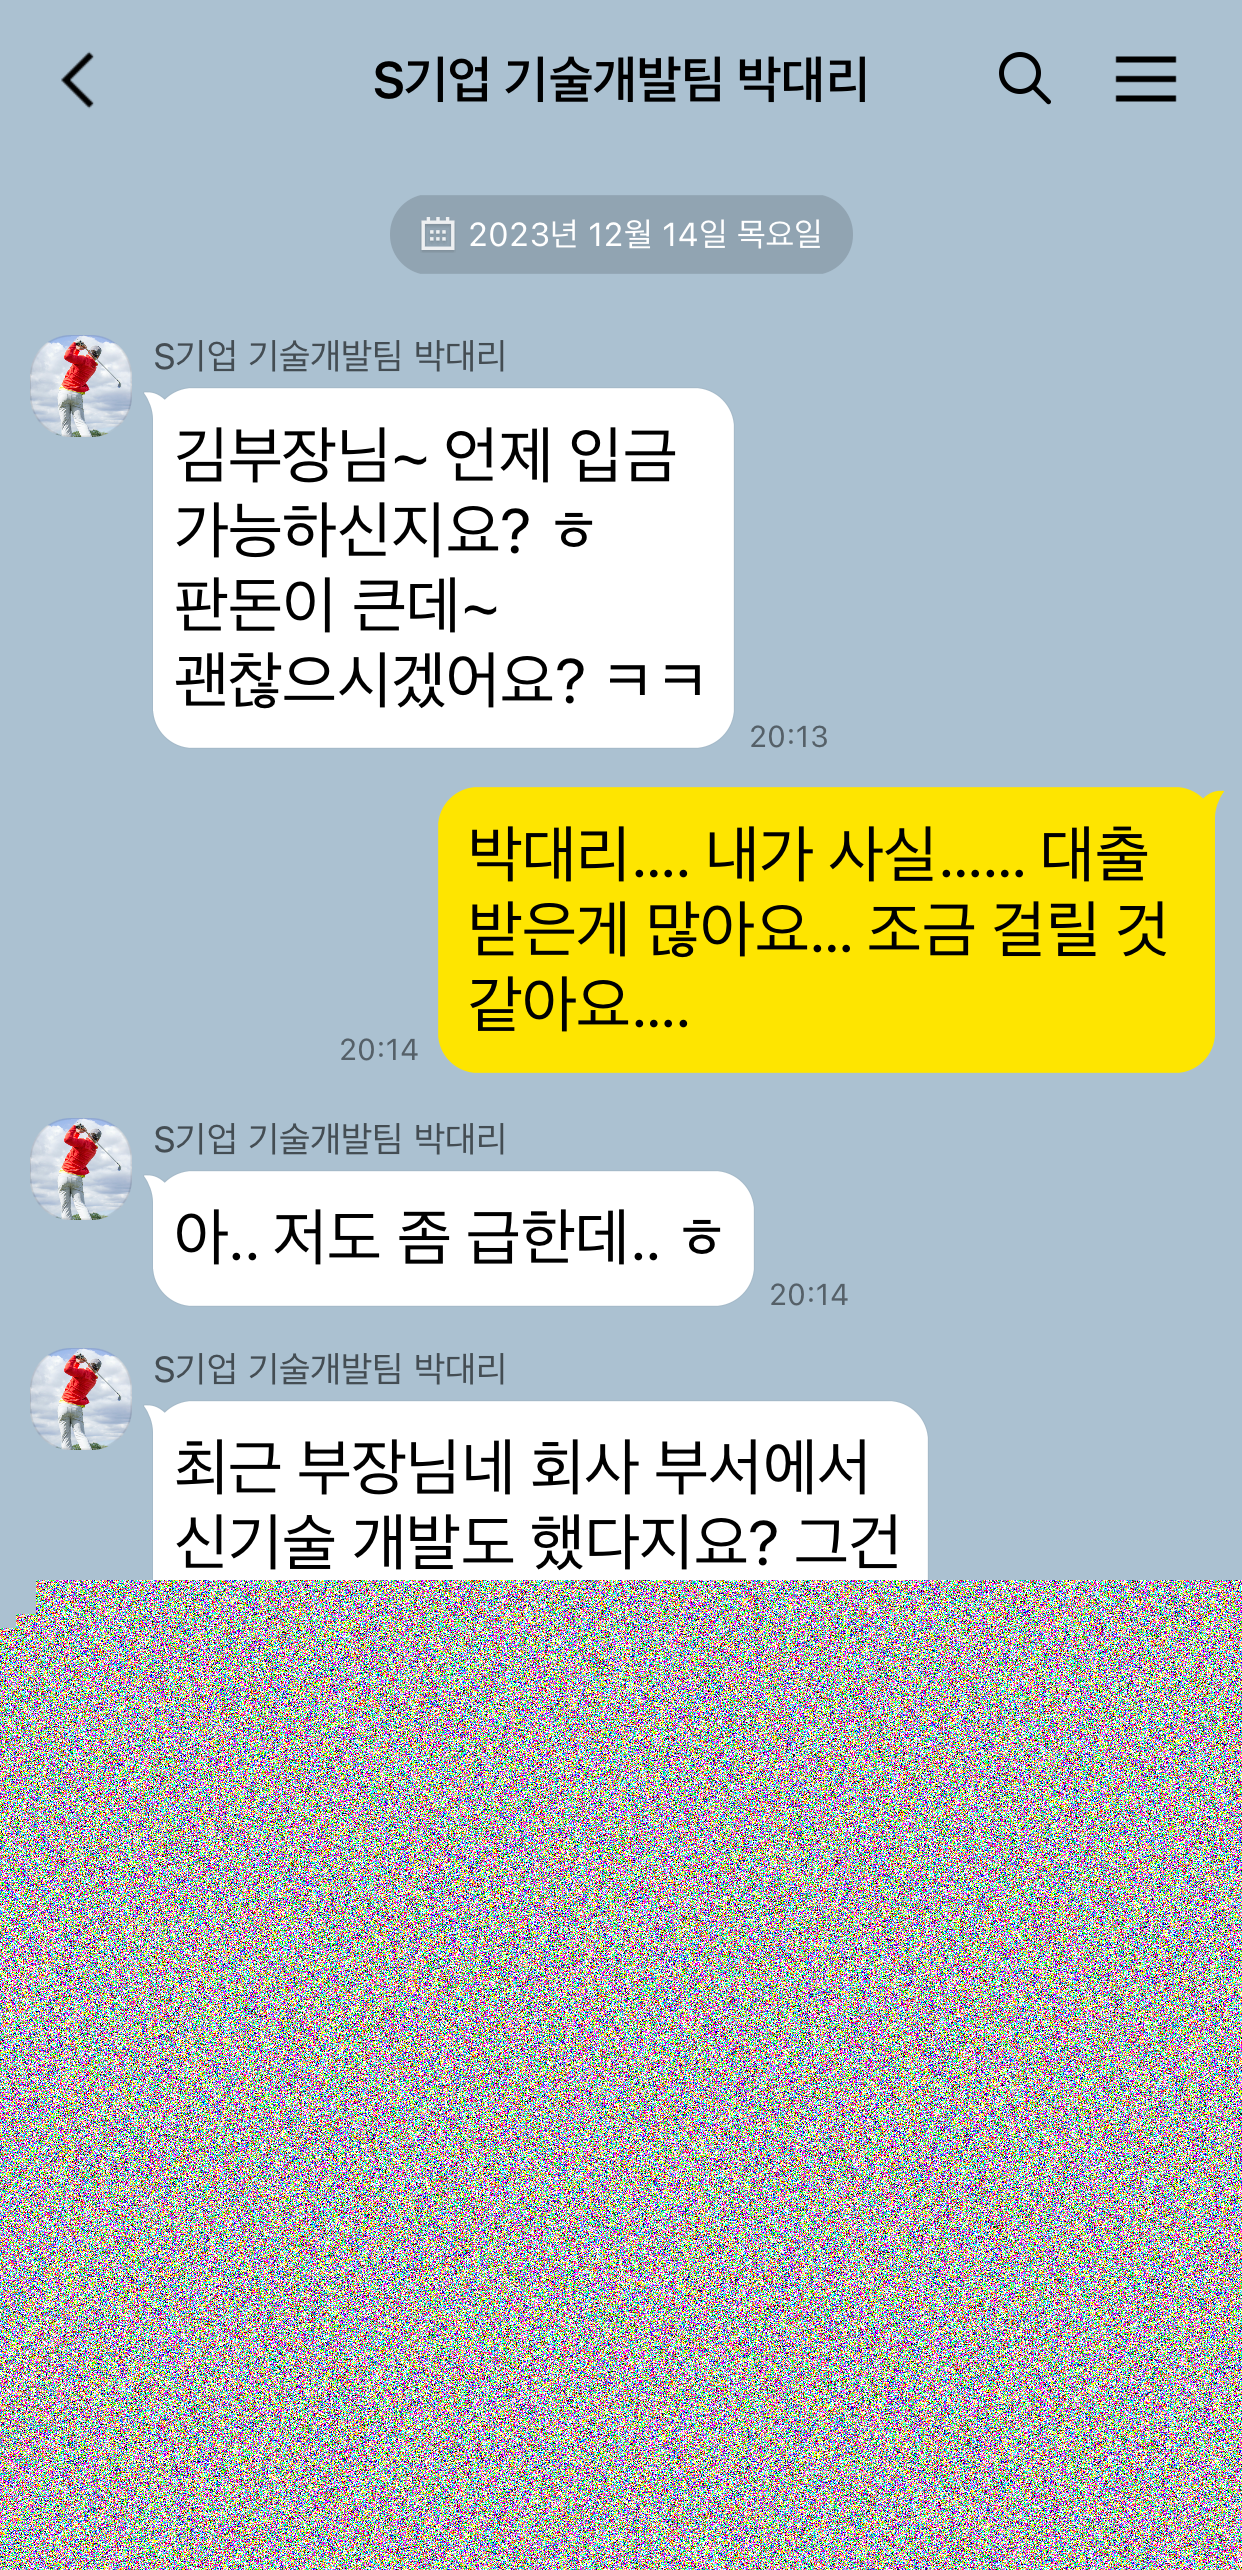 S기업 기술개발팀 박대리
2023년 12월 14일 목요일
S기업 기술개발팀 박대리
김부장님~ 언제 입금
가능하신지요? ㅎ
판돈이 큰데~
괜찮으시겠어요? ㅋㅋ
20:13
박대리.... 내가 사실...... 대출
받은게 많아요... 조금 걸릴 것
같아요....
20:14
S기업 기술개발팀 박대리
아.. 저도 좀 급한데.. ㅎ
20:14
S기업 기술개발팀 박대리
최근 부장님네 회사 부서에서
신기술 개발도 했다지요? 그건